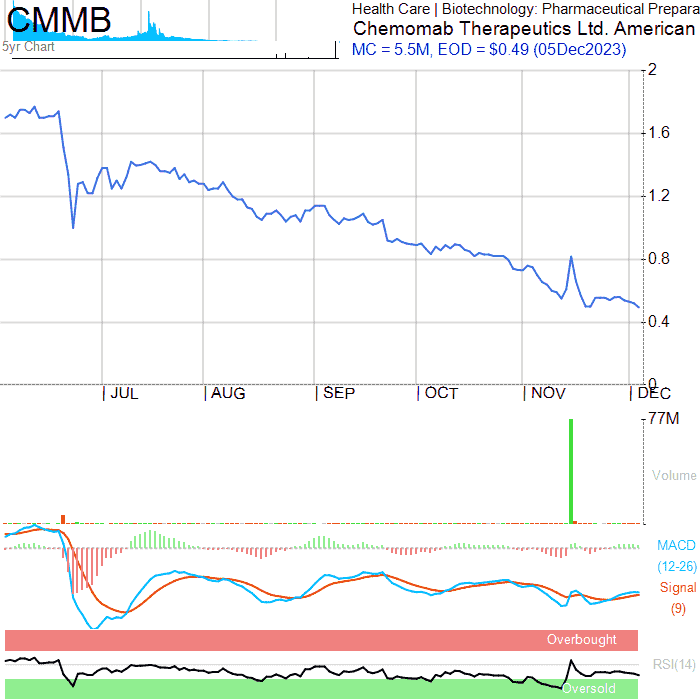 CMMB
5yr Chart
Health Care | Biotechnology: Pharmaceutical Prepara
Chemomab Therapeutics Ltd. American
MC = 5.5M, EOD = $0.49 (05Dec2023)
2
1.6
1.2
0.8
0.4
0
JUL
AUG
SEP
OCT
NOV
DEC
77M
Volume
MACD
(12-26)
Signal
(9)
Overbought
RSI(14)
Oversold